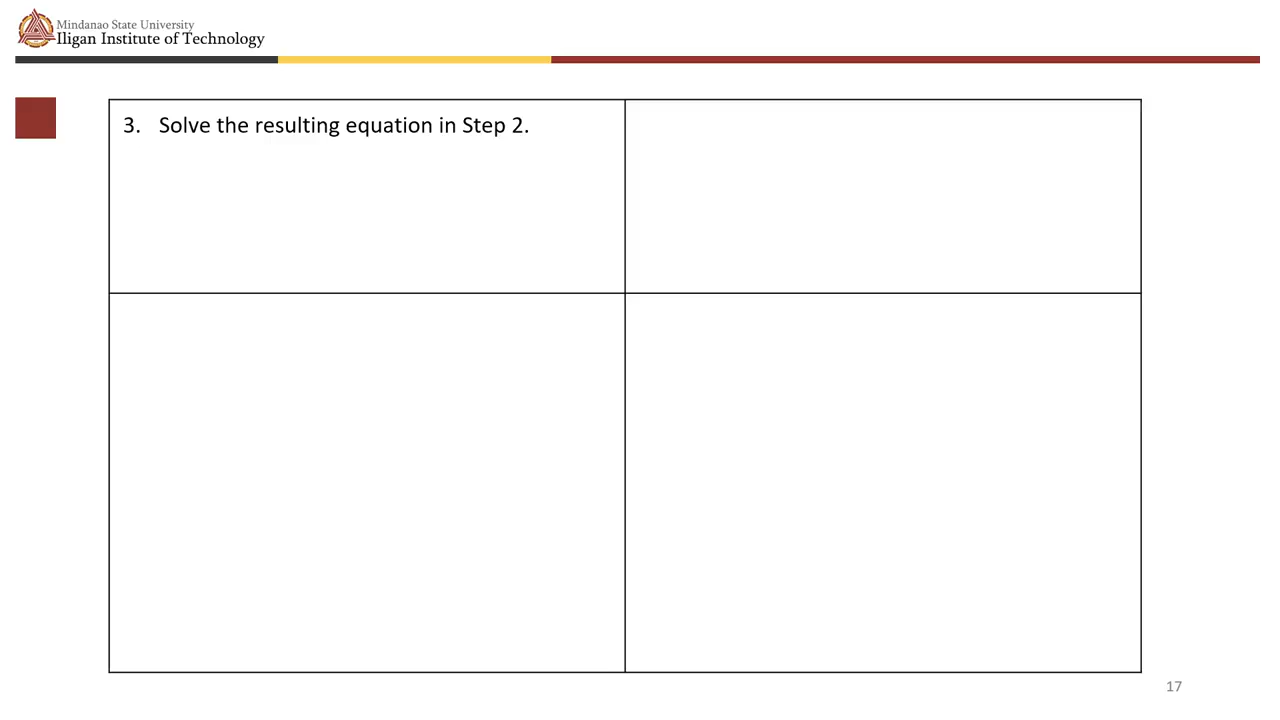 Mindanao State University
Iligan Institute of Technology
3. Solve the resulting equation in Step 2.
17